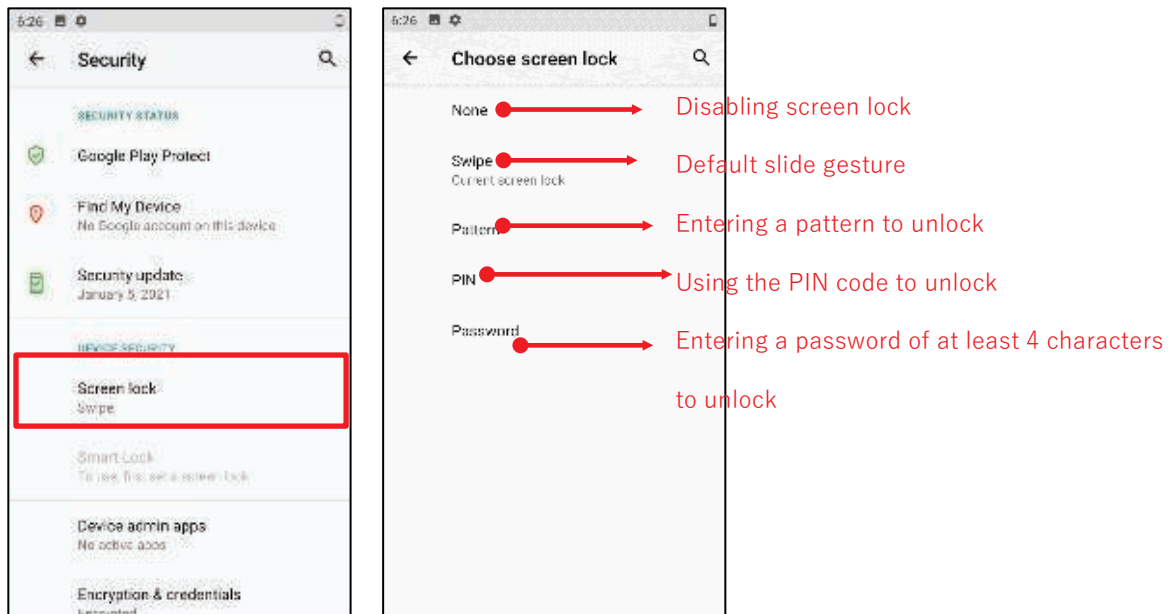 6:26
Security
SECURITY STATUS
Google Play Protect
Find My Device
No Google account on this device
Security update
January 5, 2021
DEVICE SECURITY
Screen lock
Swipe
Smart Lock
To use, first set a screen lock
Device admin apps
No active apps
Encryption & credentials
Encrypted
6:26
Choose screen lock
None
Disabling screen lock
Swipe
Current screen lock
Default slide gesture
Pattern
Entering a pattern to unlock
PIN
Using the PIN code to unlock
Password
Entering a password of at least 4 characters
to unlock